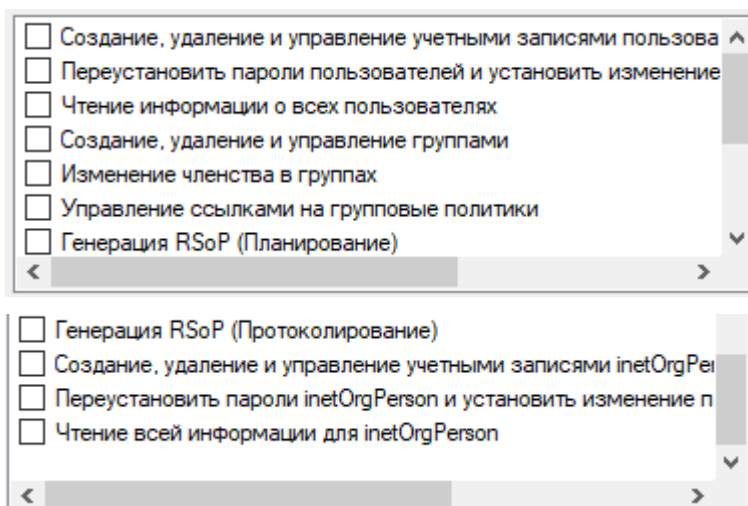 Создание, удаление и управление учетными записями пользова
Переустановить пароли пользователей и установить изменение
Чтение информации о всех пользователях
Создание, удаление и управление группами
Изменение членства в группах
Управление ссылками на групповые политики
Генерация RSoP (Планирование)
Генерация RSoP (Протоколирование)
Создание, удаление и управление учетными записями inetOrgPer
Переустановить пароли inetOrgPerson и установить изменение п
Чтение всей информации для inetOrgPerson